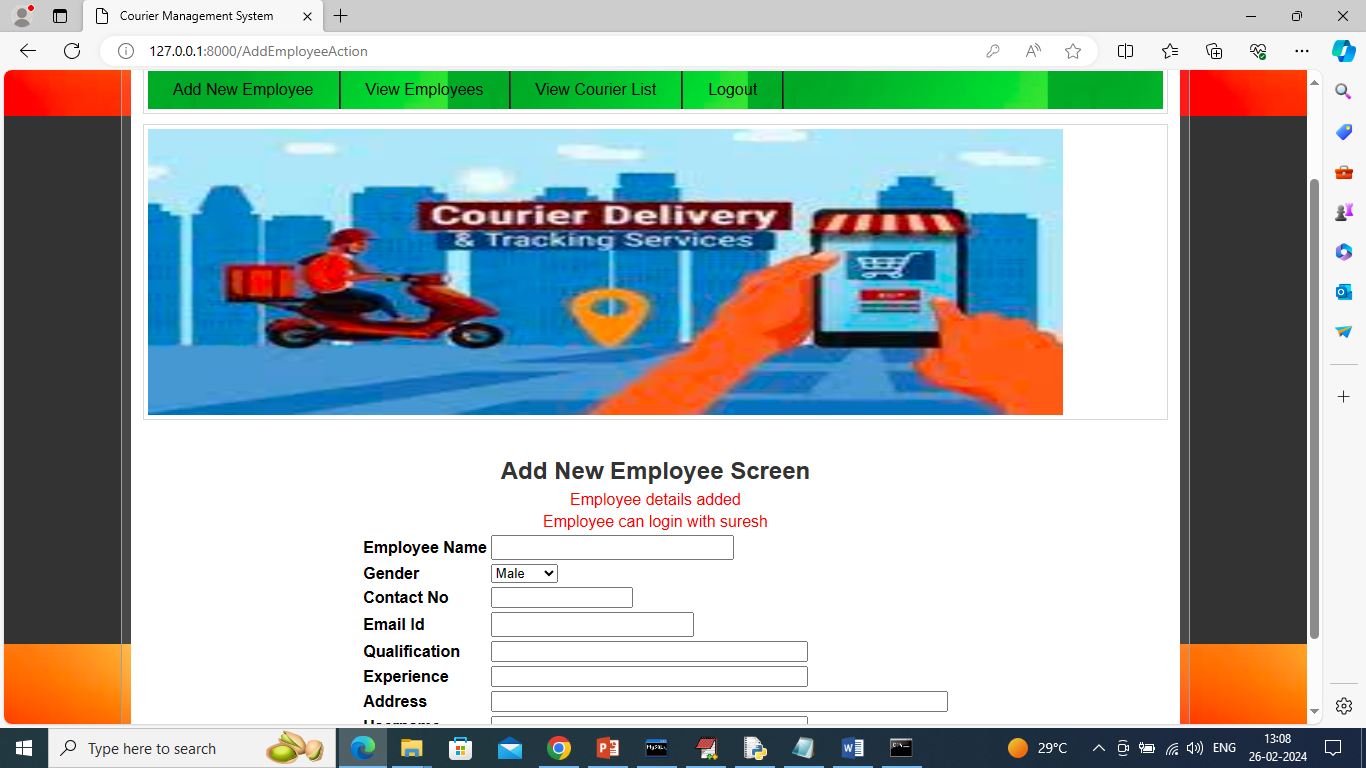 Courier Management System
127.0.0.1:8000/AddEmployeeAction
Add New Employee View Employees View Courier List Logout
Courier Delivery
& Tracking Services
Add New Employee Screen
Employee details added
Employee can login with suresh
Employee Name
Gender Male
Contact No
Email Id
Qualification
Experience
Address
Type here to search
29°C
ENG
13:08
26-02-2024